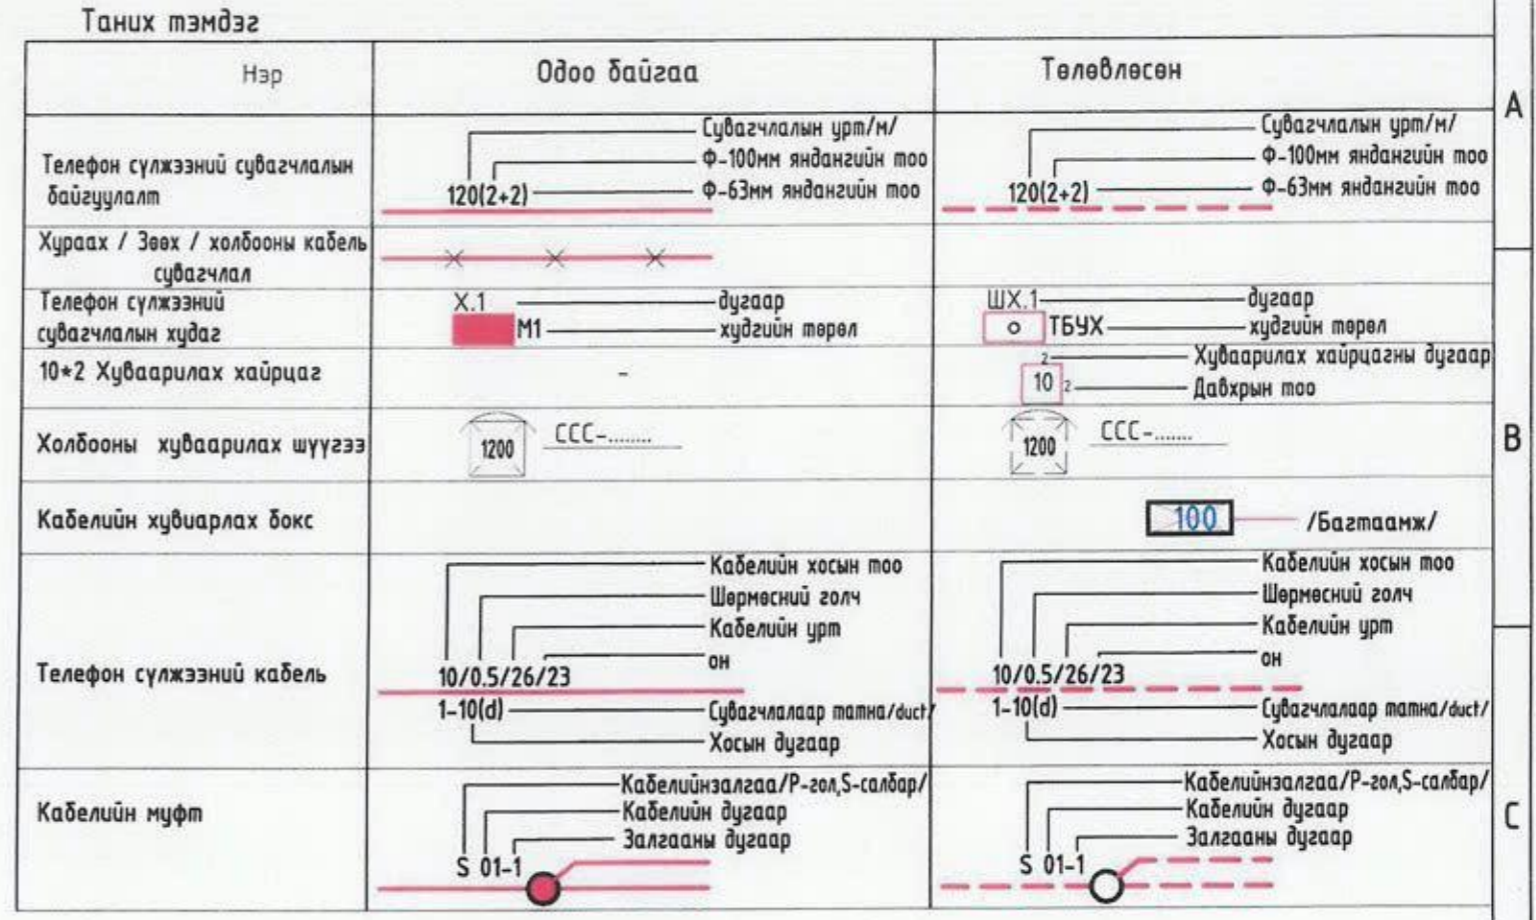 Таних тэмдэг
Нэр
Одоо байгаа
Төлөвлөсөн
Телефон сүлжээний сувагчлалын
байгуулалт
Сувагчлалын урт/м/
Ф-100мм яндангийн тоо
120(2+2)
Ф-63мм яндангийн тоо
Сувагчлалын урт/м/
Ф-100мм яндангийн тоо
120(2+2)
Ф-63мм яндангийн тоо
Хураах / Зөөх / холбооны кабель
сувагчлал
Телефон сүлжээний
сувагчлалын худаг
Х.1
дугаар
М1
худгийн төрөл
ШХ.1
дугаар
ТБУХ
худгийн төрөл
10*2 Хуваарилах хайрцаг
-
2
Хуваарилах хайрцагны дугаар
10
2
Давхрын тоо
Холбооны хуваарилах шүүгээ
1200
ССС-........
1200
ССС-.......
Кабелийн хувиарлах бокс
100
/Багтаамж/
Телефон сүлжээний кабель
Кабелийн хосын тоо
Шөрмөсний голч
Кабелийн урт
он
10/0.5/26/23
1-10(d)
Сувагчлалаар татна/duct/
Хосын дугаар
Кабелийн хосын тоо
Шөрмөсний голч
Кабелийн урт
он
10/0.5/26/23
1-10(d)
Сувагчлалаар татна/duct/
Хосын дугаар
Кабелийн муфт
Кабелийнзалгаа/Р-гол,S-салбар/
Кабелийн дугаар
Залгааны дугаар
S 01-1
Кабелийнзалгаа/Р-гол,S-салбар/
Кабелийн дугаар
Залгааны дугаар
S 01-1
A
B
C